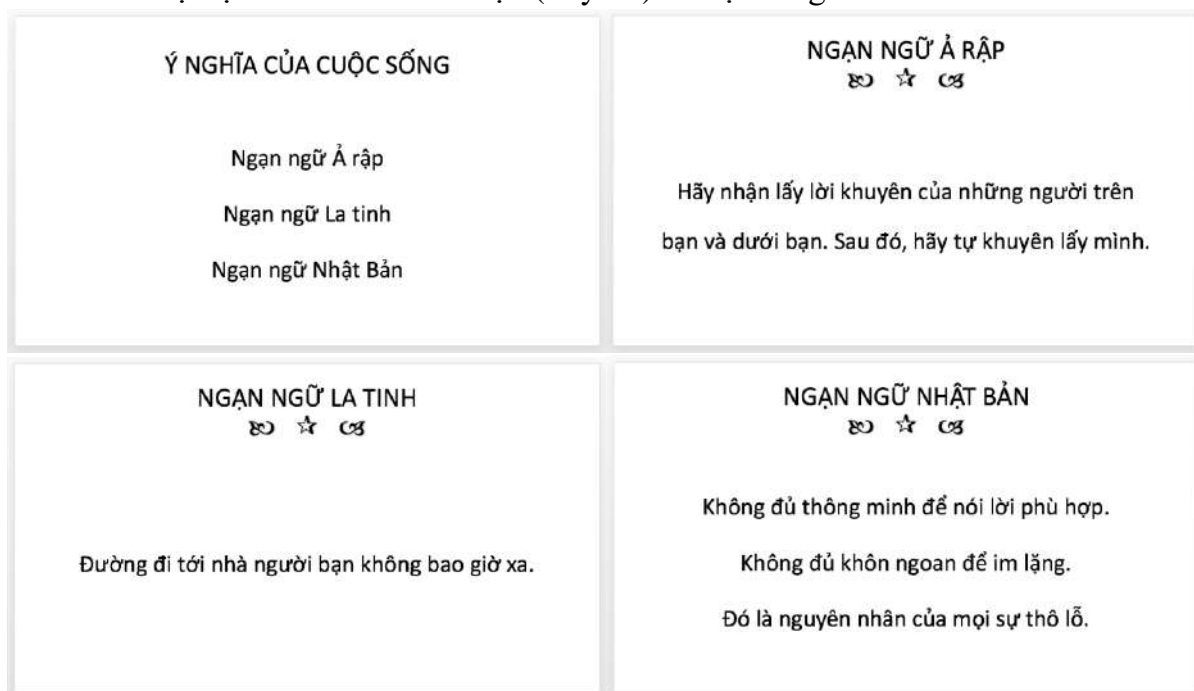 Ý NGHĨA CỦA CUỘC SỐNG
Ngạn ngữ Ả rập
Ngạn ngữ La tinh
Ngạn ngữ Nhật Bản
NGẠN NGỮ Ả RẬP
Hãy nhận lấy lời khuyên của những người trên
bạn và dưới bạn. Sau đó, hãy tự khuyên lấy mình.
NGẠN NGỮ LA TINH
Đường đi tới nhà người bạn không bao giờ xa.
NGẠN NGỮ NHẬT BẢN
Không đủ thông minh để nói lời phù hợp.
Không đủ khôn ngoan để im lặng.
Đó là nguyên nhân của mọi sự thô lỗ.